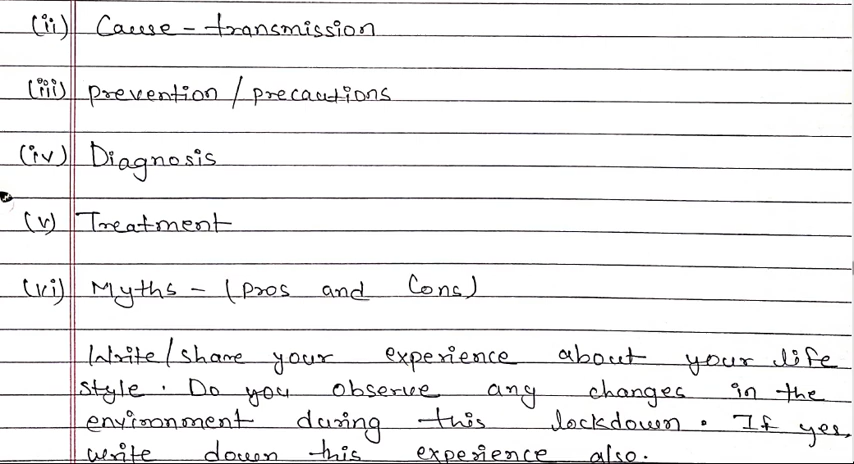 (ii) Cause - transmission
(iii) prevention / precautions
(iv) Diagnosis
(v) Treatment
(vi) Myths - (Pros and Cons)
Write/share your experience about your life
style. Do you observe any changes in the
environment during this lockdown. If yes,
write down this experience also.